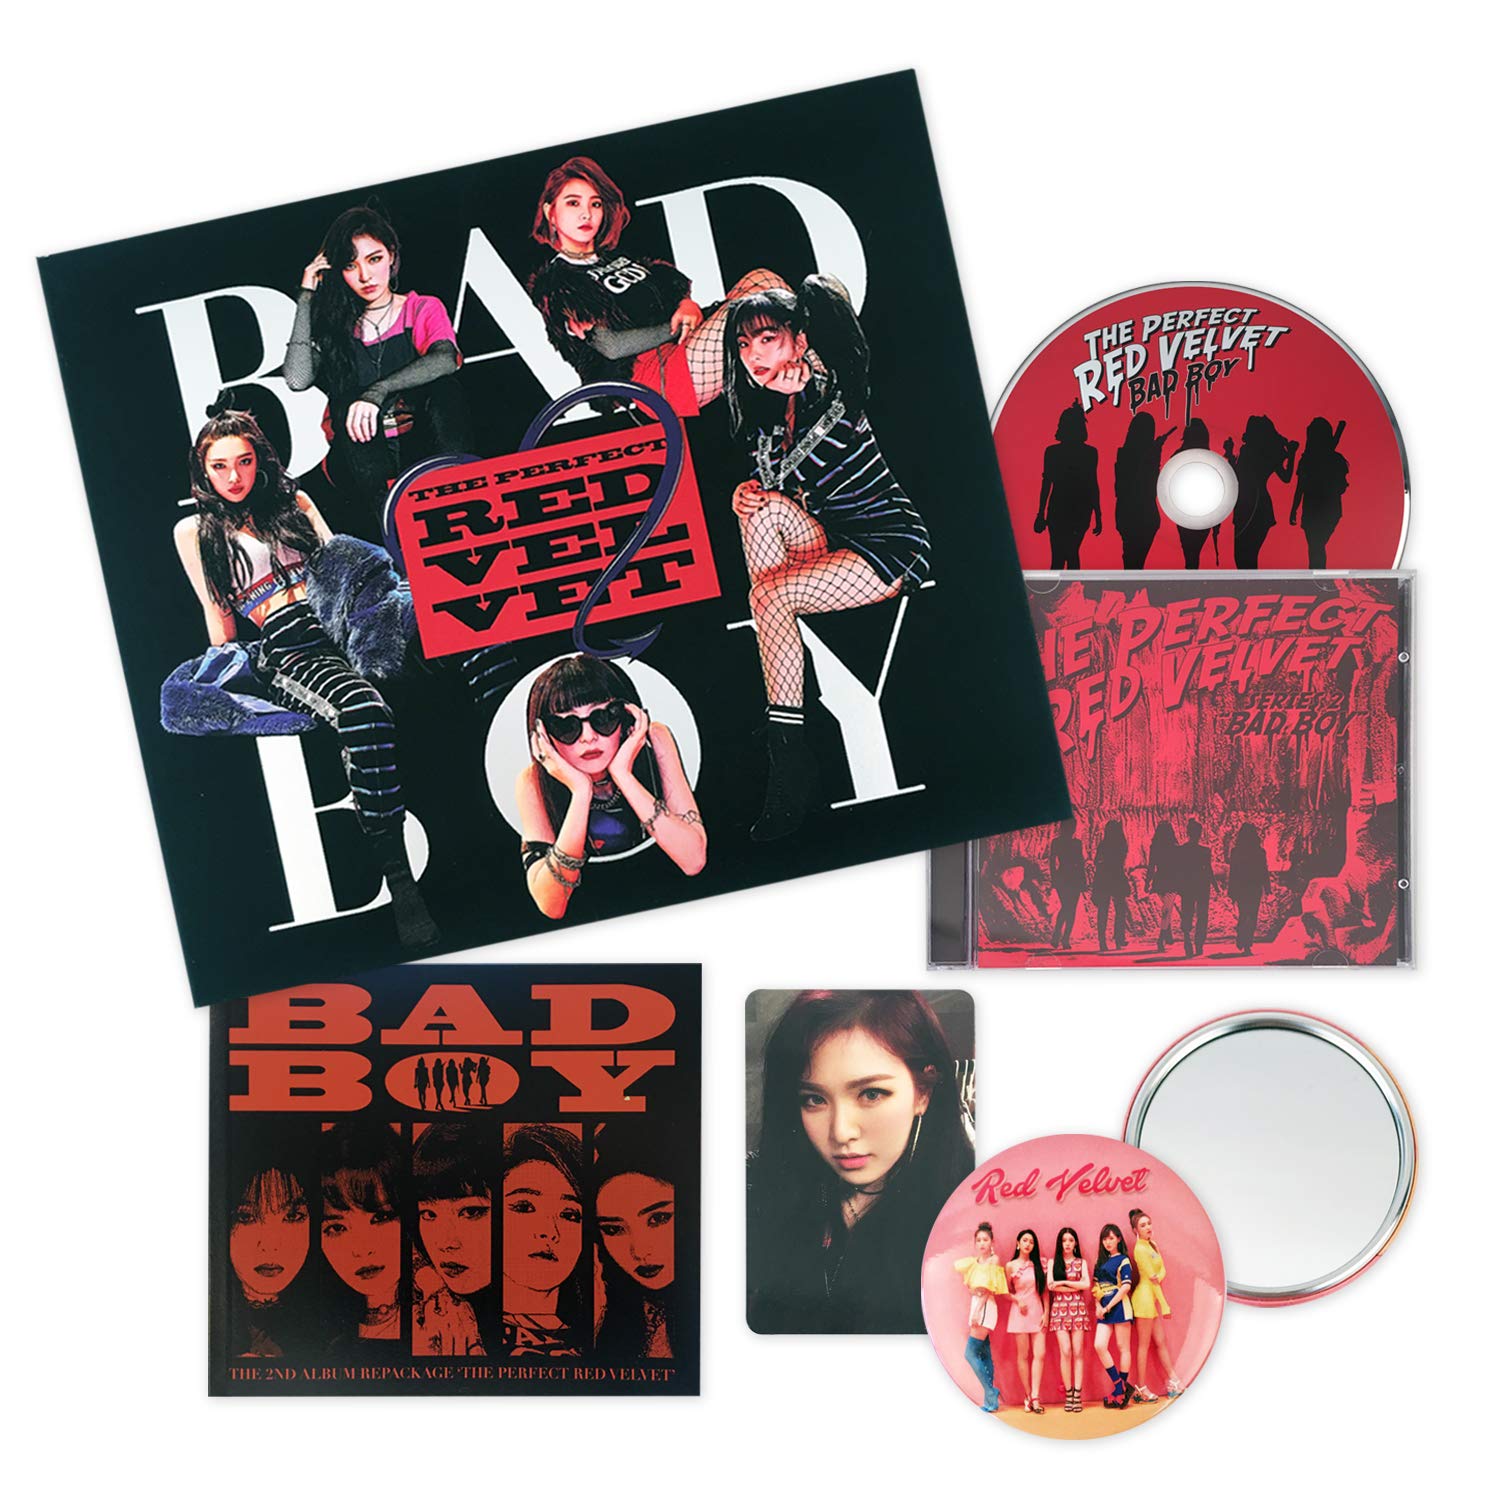 BAD
THE PERFECT
RED
VEL
VET
BOY
THE PERFECT
RED VELVET
BAD BOY
THE PERFECT
RED VELVET
SERIES 2
"BAD BOY"
BAD
BOY
THE 2ND ALBUM REPACKAGE ‘THE PERFECT RED VELVET’
Red Velvet